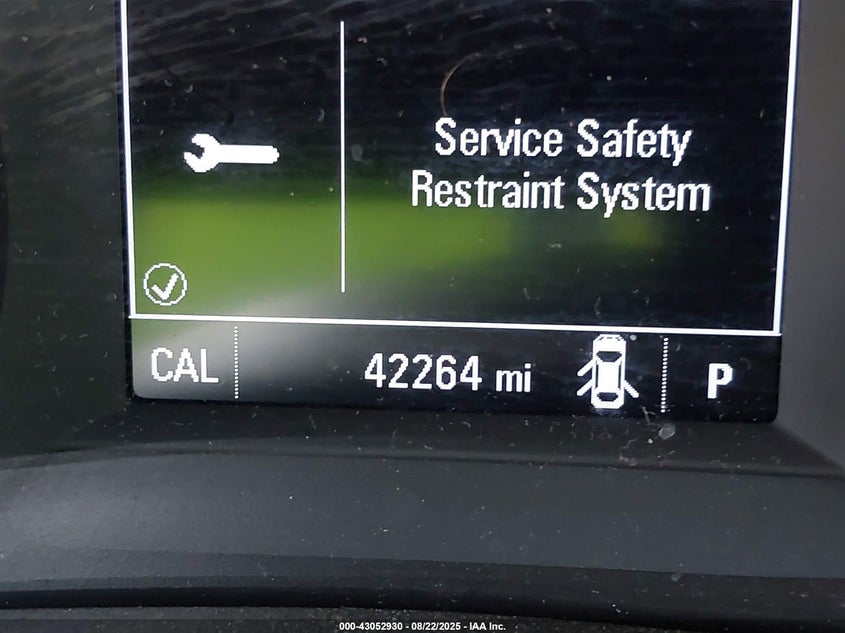 Service Safety
Restraint System
CAL 42264 mi P
000-43052930 - 08/22/2025 - IAA Inc.